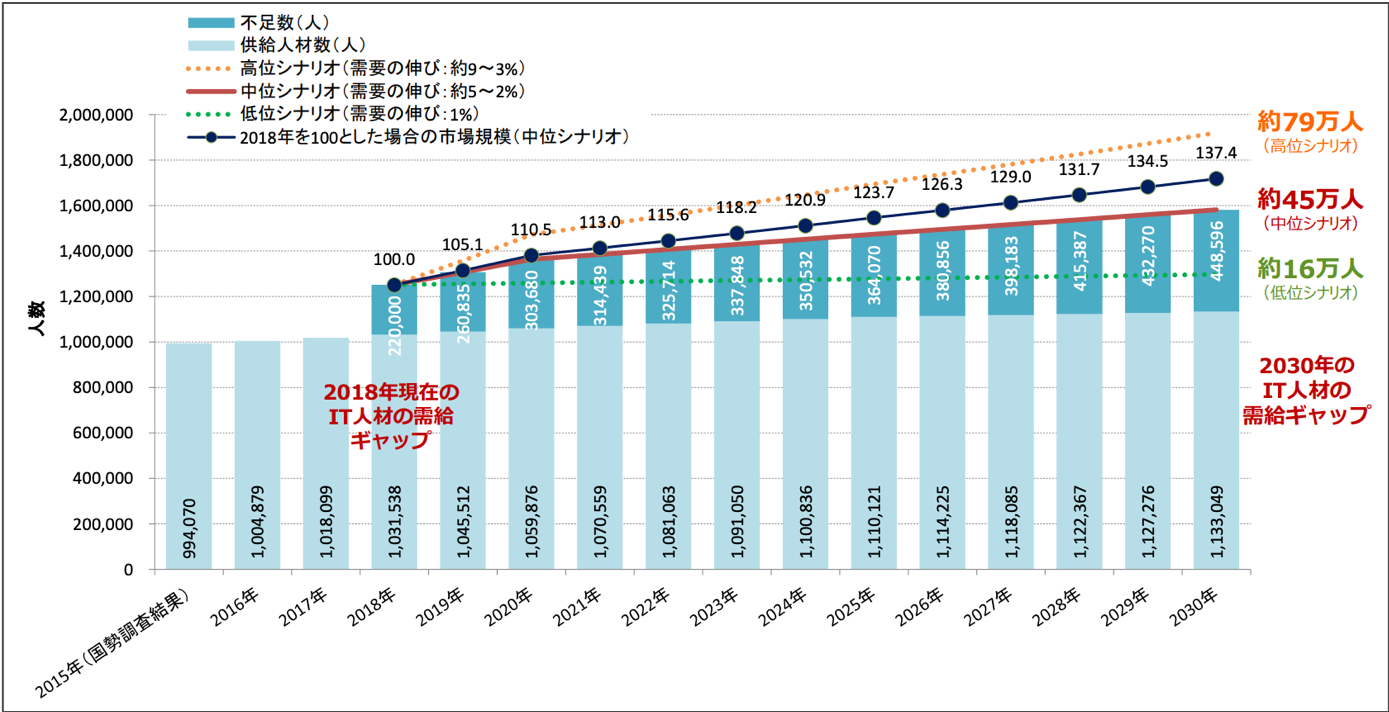 不足数(人)
供給人材数(人)
高位シナリオ(需要の伸び:約9~3%)
中位シナリオ(需要の伸び:約5~2%)
低位シナリオ(需要の伸び:1%)
2018年を100とした場合の市場規模(中位シナリオ)
人数
2,000,000
1,800,000
1,600,000
1,400,000
1,200,000
1,000,000
800,000
600,000
400,000
200,000
0
100.0
105.1
110.5
113.0
115.6
118.2
120.9
123.7
126.3
129.0
131.7
134.5
137.4
220,000
260,835
303,680
314,439
325,714
337,848
350,532
364,070
380,856
398,183
415,387
432,270
448,596
994,070
1,004,879
1,018,099
1,031,538
1,045,512
1,059,876
1,070,559
1,081,063
1,091,050
1,100,836
1,110,121
1,114,225
1,118,085
1,122,367
1,127,276
1,133,049
2018年現在の
IT人材の需給
ギャップ
約79万人
(高位シナリオ)
約45万人
(中位シナリオ)
約16万人
(低位シナリオ)
2030年の
IT人材の
需給ギャップ
2015年(国勢調査結果)
2016年
2017年
2018年
2019年
2020年
2021年
2022年
2023年
2024年
2025年
2026年
2027年
2028年
2029年
2030年